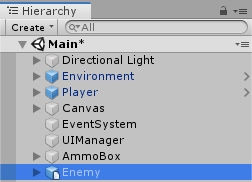 Hierarchy
Create All
Main*
Directional Light
Environment
Player
Canvas
EventSystem
UIManager
AmmoBox
Enemy